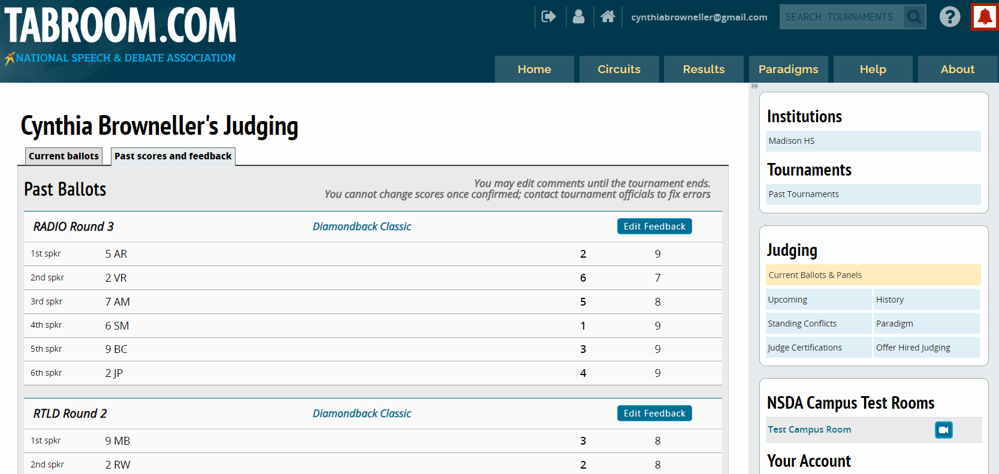 TABROOM.COM
NATIONAL SPEECH & DEBATE ASSOCIATION
cynthiabrowneller@gmail.com
SEARCH TOURNAMENTS
?
Home Circuits Results Paradigms Help About
Cynthia Browneller's Judging
Current ballots Past scores and feedback
Past Ballots
You may edit comments until the tournament ends.
You cannot change scores once confirmed; contact tournament officials to fix errors
RADIO Round 3 Diamondback Classic Edit Feedback
1st spkr 5 AR 2 9
2nd spkr 2 VR 6 7
3rd spkr 7 AM 5 8
4th spkr 6 SM 1 9
5th spkr 9 BC 3 9
6th spkr 2 JP 4 9
RTLD Round 2 Diamondback Classic Edit Feedback
1st spkr 9 MB 3 8
2nd spkr 2 RW 2 8
Institutions
Madison HS
Tournaments
Past Tournaments
Judging
Current Ballots & Panels
Upcoming History
Standing Conflicts Paradigm
Judge Certifications Offer Hired Judging
NSDA Campus Test Rooms
Test Campus Room
Your Account